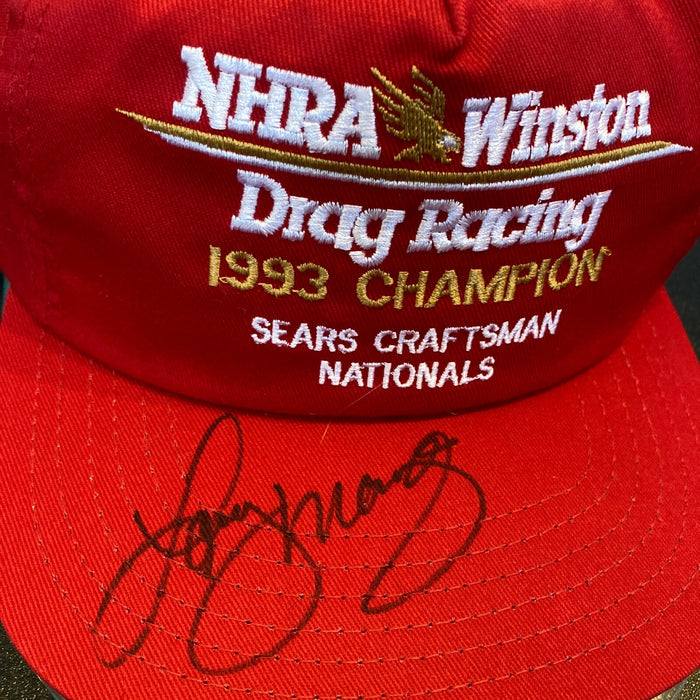 NHRA Winston
Drag Racing
1993 CHAMPION
SEARS CRAFTSMAN
NATIONALS